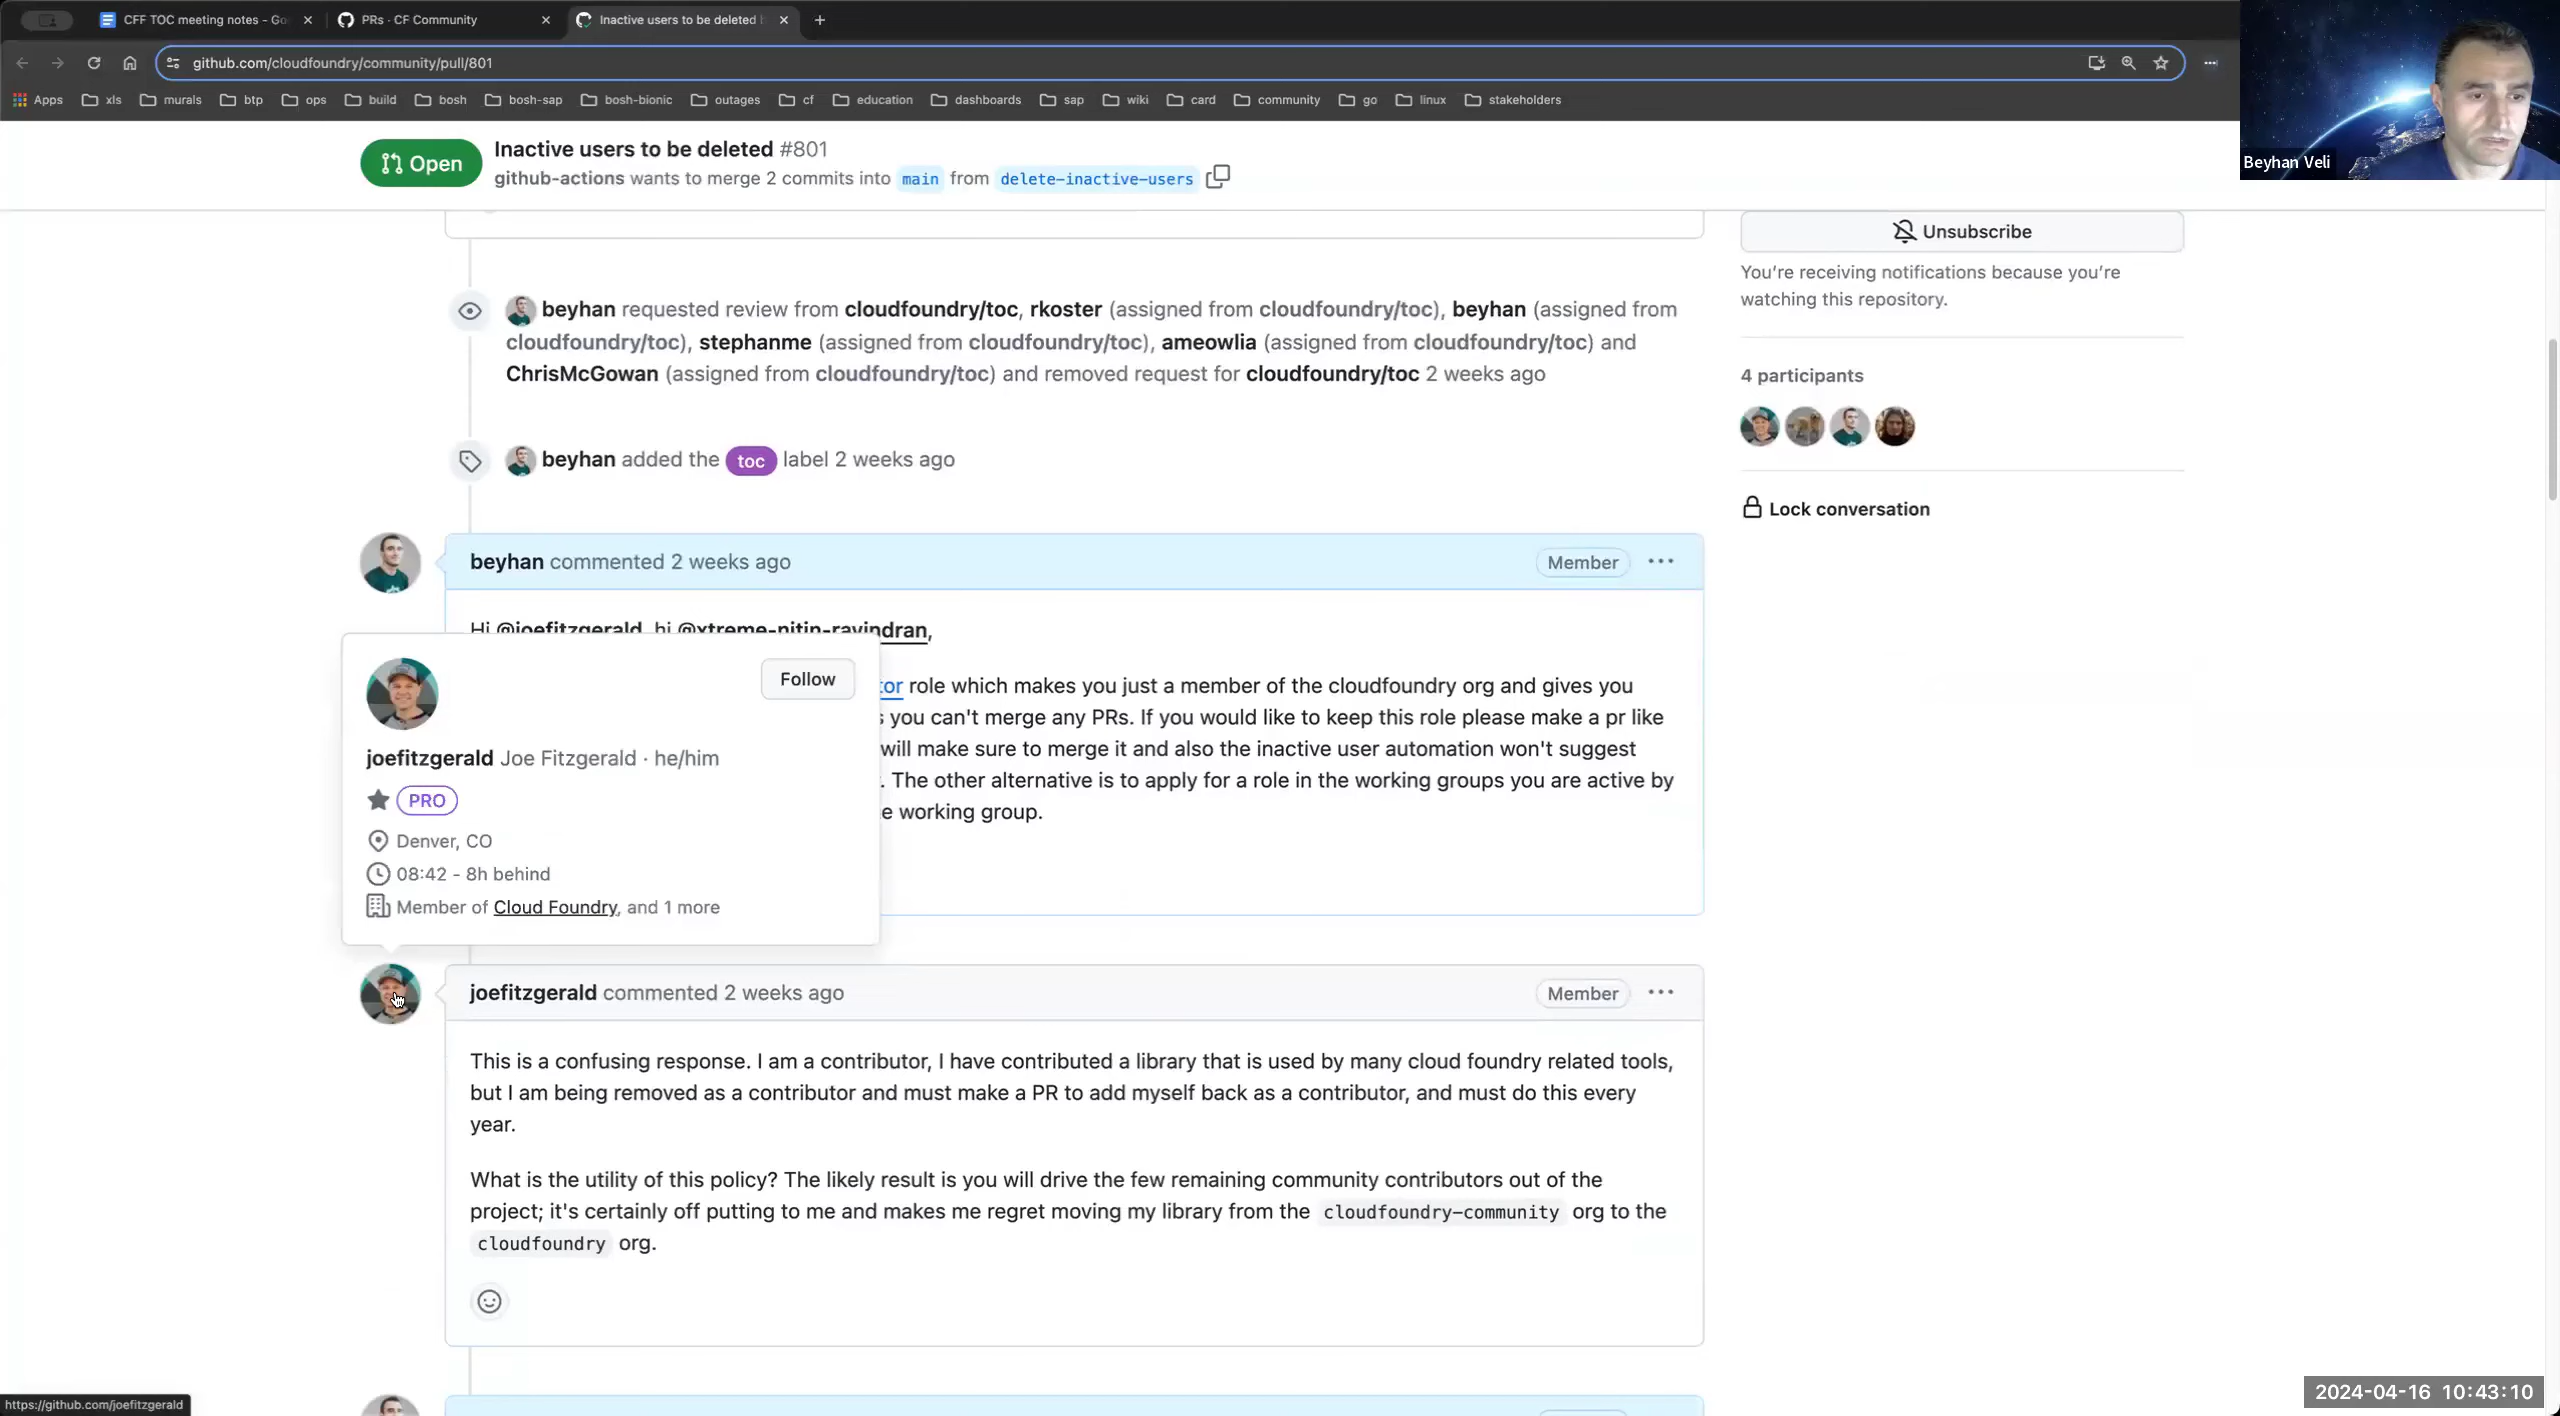 CFF TOC meeting notes - Go
PRs · CF Community
Inactive users to be deleted
github.com/cloudfoundry/community/pull/801
Apps xls murals btp ops build bosh bosh-sap bosh-bionic outages cf education dashboards sap wiki card community go linux stakeholders
Beyhan Veli
Open
Inactive users to be deleted #801
github-actions wants to merge 2 commits into main from delete-inactive-users
Unsubscribe
You're receiving notifications because you're
watching this repository.
4 participants
Lock conversation
beyhan requested review from cloudfoundry/toc, rkoster (assigned from cloudfoundry/toc), beyhan (assigned from
cloudfoundry/toc), stephanme (assigned from cloudfoundry/toc), ameowlia (assigned from cloudfoundry/toc) and
ChrisMcGowan (assigned from cloudfoundry/toc) and removed request for cloudfoundry/toc 2 weeks ago
beyhan added the toc label 2 weeks ago
beyhan commented 2 weeks ago
Member
Hi @joefitzgerald, hi @xtreme-nitin-ravindran,
tor role which makes you just a member of the cloudfoundry org and gives you
s you can't merge any PRs. If you would like to keep this role please make a pr like
will make sure to merge it and also the inactive user automation won't suggest
. The other alternative is to apply for a role in the working groups you are active by
e working group.
Follow
joefitzgerald Joe Fitzgerald · he/him
PRO
Denver, CO
08:42 - 8h behind
Member of Cloud Foundry, and 1 more
joefitzgerald commented 2 weeks ago
Member
This is a confusing response. I am a contributor, I have contributed a library that is used by many cloud foundry related tools,
but I am being removed as a contributor and must make a PR to add myself back as a contributor, and must do this every
year.
What is the utility of this policy? The likely result is you will drive the few remaining community contributors out of the
project; it's certainly off putting to me and makes me regret moving my library from the cloudfoundry-community org to the
cloudfoundry org.
https://github.com/joefitzgerald
2024-04-16 10:43:10